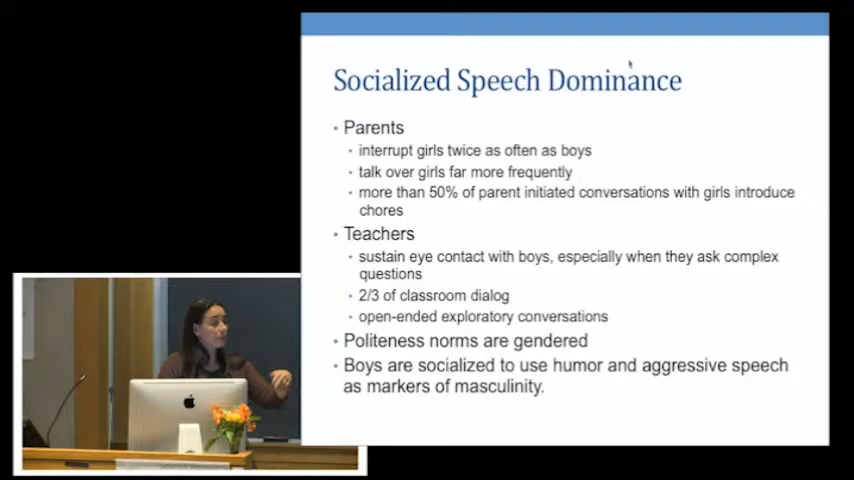 Socialized Speech Dominance
• Parents
• interrupt girls twice as often as boys
• talk over girls far more frequently
• more than 50% of parent initiated conversations with girls introduce
chores
• Teachers
• sustain eye contact with boys, especially when they ask complex
questions
• 2/3 of classroom dialog
• open-ended exploratory conversations
• Politeness norms are gendered
• Boys are socialized to use humor and aggressive speech
as markers of masculinity.